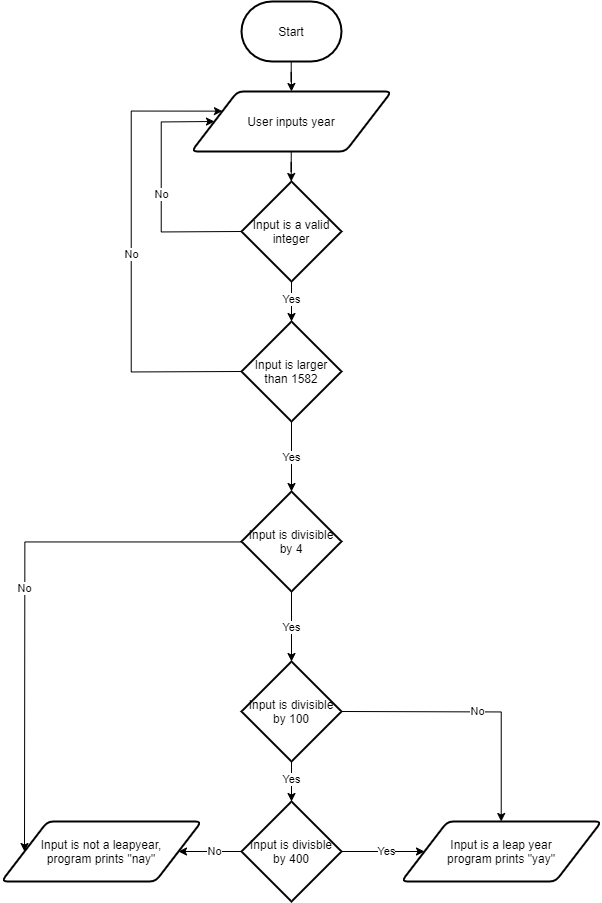 Start
User inputs year
No
Input is a valid
integer
No
Yes
Input is larger
than 1582
Yes
Input is divisible
by 4
No
Yes
Input is divisible
by 100
No
Yes
Input is not a leapyear,
program prints "nay"
No
Input is divisble
by 400
Yes
Input is a leap year
program prints "yay"